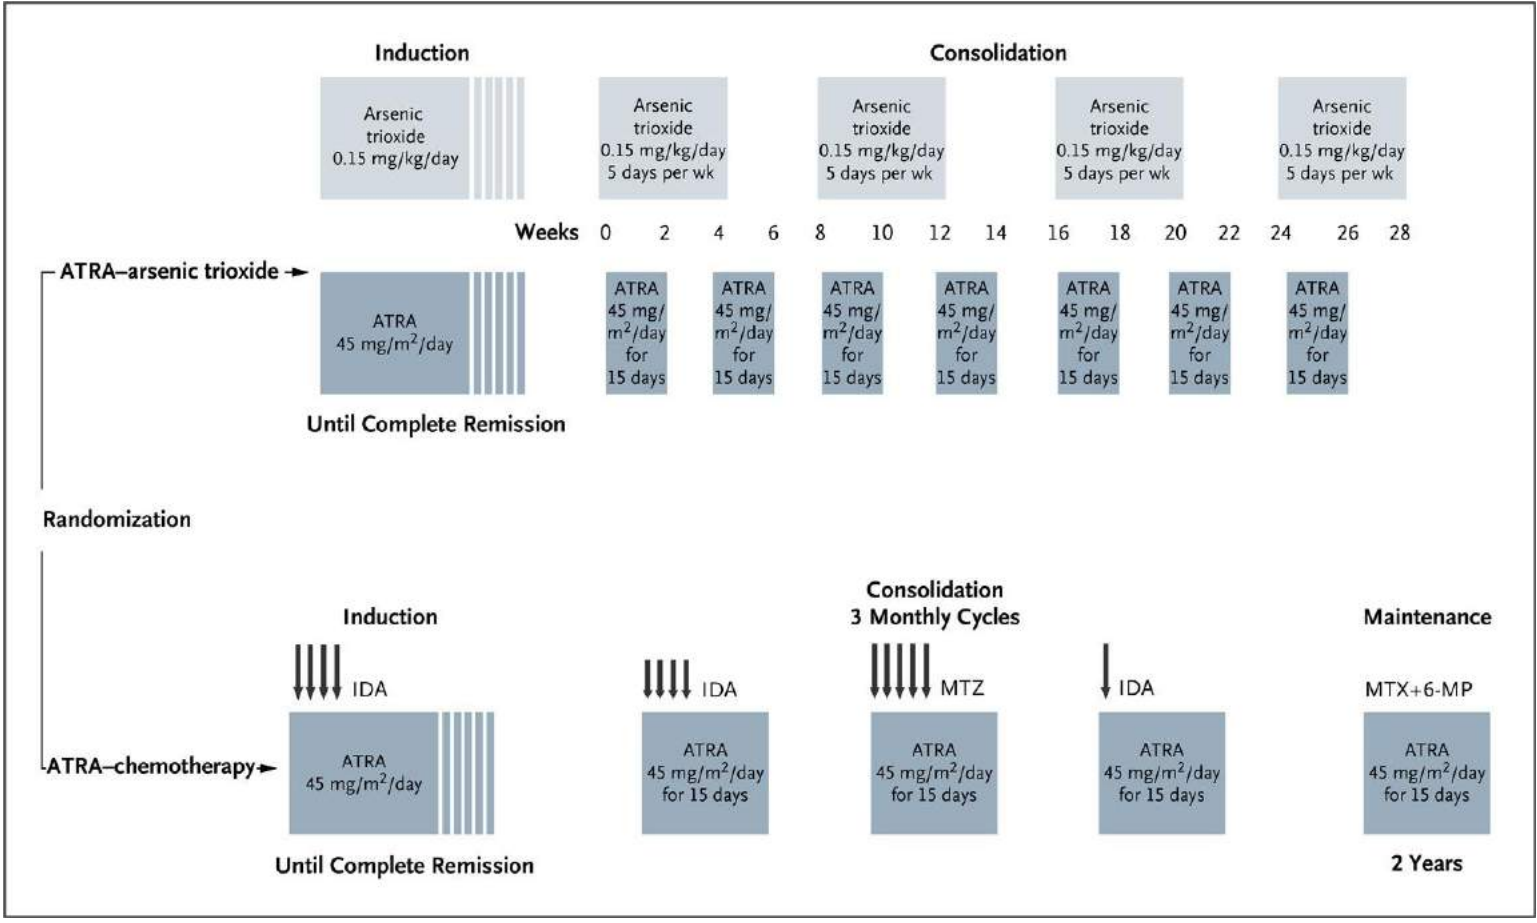 Induction
Consolidation
Arsenic
trioxide
0.15 mg/kg/day
Arsenic
trioxide
0.15 mg/kg/day
5 days per wk
Arsenic
trioxide
0.15 mg/kg/day
5 days per wk
Arsenic
trioxide
0.15 mg/kg/day
5 days per wk
Arsenic
trioxide
0.15 mg/kg/day
5 days per wk
Weeks 0 2 4 6 8 10 12 14 16 18 20 22 24 26 28
ATRA–arsenic trioxide
ATRA
45 mg/m²/day
Until Complete Remission
ATRA
45 mg/
m²/day
for
15 days
ATRA
45 mg/
m²/day
for
15 days
ATRA
45 mg/
m²/day
for
15 days
ATRA
45 mg/
m²/day
for
15 days
ATRA
45 mg/
m²/day
for
15 days
ATRA
45 mg/
m²/day
for
15 days
ATRA
45 mg/
m²/day
for
15 days
Randomization
Induction
Consolidation
3 Monthly Cycles
Maintenance
IDA
IDA
MTZ
IDA
MTX+6-MP
ATRA–chemotherapy
ATRA
45 mg/m²/day
Until Complete Remission
ATRA
45 mg/m²/day
for 15 days
ATRA
45 mg/m²/day
for 15 days
ATRA
45 mg/m²/day
for 15 days
ATRA
45 mg/m²/day
for 15 days
2 Years